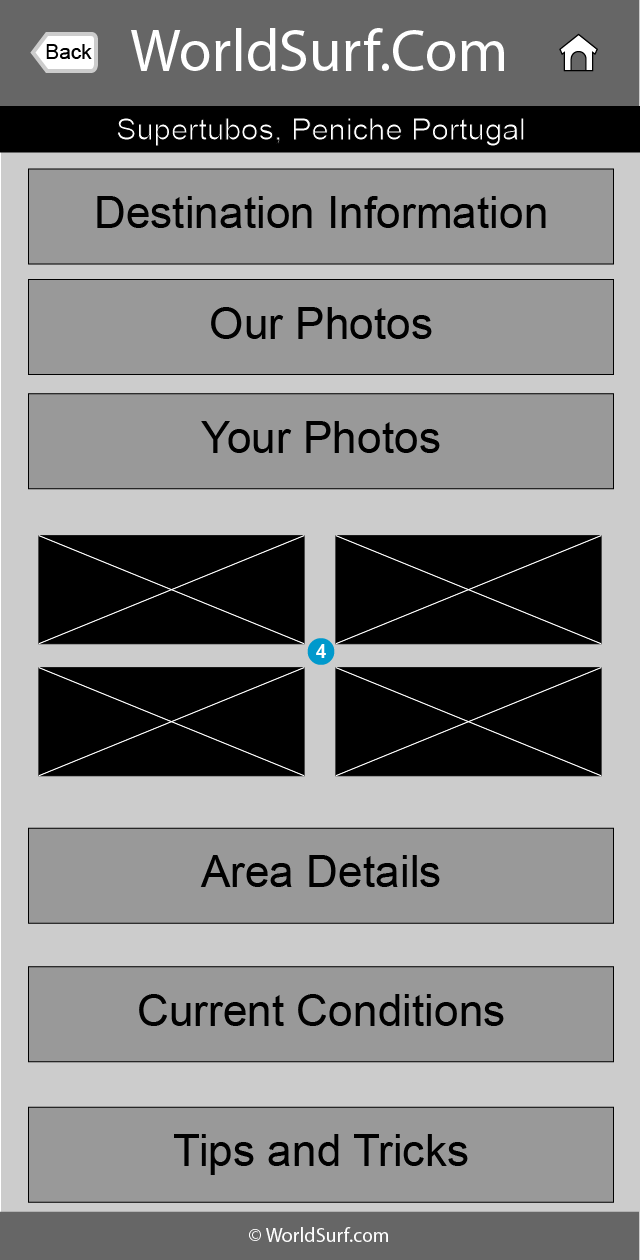 Back
WorldSurf.Com
Supertubos, Peniche Portugal
Destination Information
Our Photos
Your Photos
4
Area Details
Current Conditions
Tips and Tricks
© WorldSurf.com